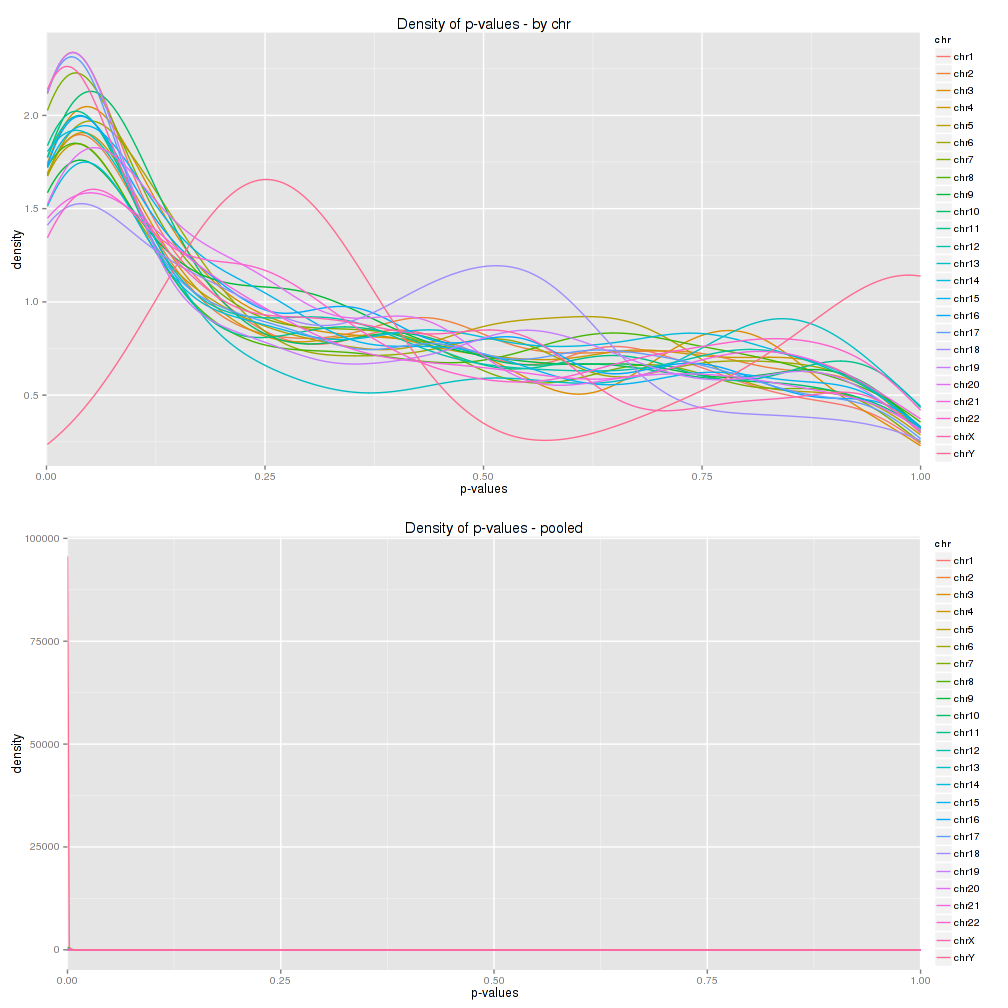 Density of p-values - by chr
density
2.0
1.5
1.0
0.5
0.00
0.25
0.50
0.75
1.00
p-values
chr
chr1
chr2
chr3
chr4
chr5
chr6
chr7
chr8
chr9
chr10
chr11
chr12
chr13
chr14
chr15
chr16
chr17
chr18
chr19
chr20
chr21
chr22
chrX
chrY
Density of p-values - pooled
density
100000
75000
50000
25000
0
0.00
0.25
0.50
0.75
1.00
p-values
chr
chr1
chr2
chr3
chr4
chr5
chr6
chr7
chr8
chr9
chr10
chr11
chr12
chr13
chr14
chr15
chr16
chr17
chr18
chr19
chr20
chr21
chr22
chrX
chrY